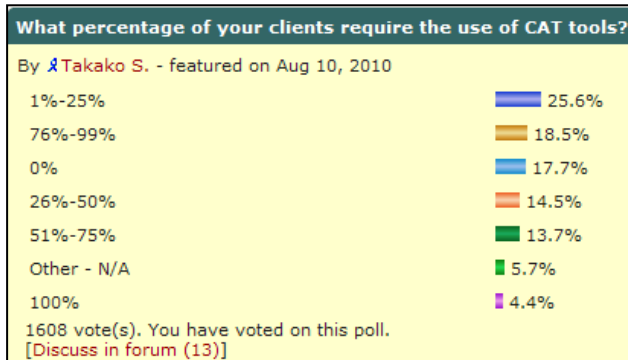 What percentage of your clients require the use of CAT tools?
By Takako S. - featured on Aug 10, 2010
1%-25% 25.6%
76%-99% 18.5%
0% 17.7%
26%-50% 14.5%
51%-75% 13.7%
Other - N/A 5.7%
100% 4.4%
1608 vote(s). You have voted on this poll.
[Discuss in forum (13)]